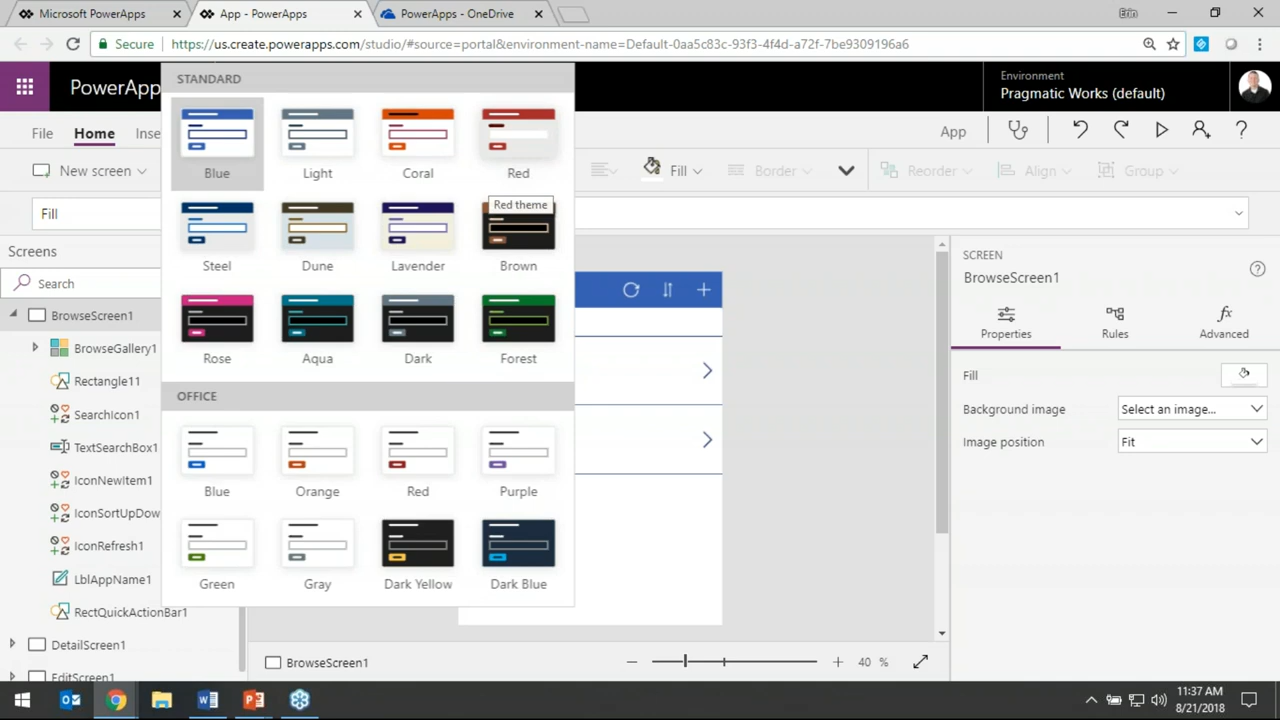 Microsoft PowerApps
App - PowerApps
PowerApps - OneDrive
Erin
Secure
https://us.create.powerapps.com/studio/#source=portal&environment-name=Default-0aa5c83c-93f3-4f4d-a72f-7be9309196a6
PowerApp
Environment
Pragmatic Works (default)
File
Home
Inse
App
New screen
Fill
Border
Reorder
Align
Group
Fill
STANDARD
Blue
Light
Coral
Red
Red theme
Steel
Dune
Lavender
Brown
Rose
Aqua
Dark
Forest
OFFICE
Blue
Orange
Red
Purple
Green
Gray
Dark Yellow
Dark Blue
Screens
Search
BrowseScreen1
BrowseGallery1
Rectangle11
SearchIcon1
TextSearchBox1
IconNewItem1
IconSortUpDow
IconRefresh1
LblAppName1
RectQuickActionBar1
DetailScreen1
EditScreen1
SCREEN
BrowseScreen1
Properties
Rules
Advanced
Fill
Background image
Select an image...
Image position
Fit
BrowseScreen1
40 %
11:37 AM
8/21/2018